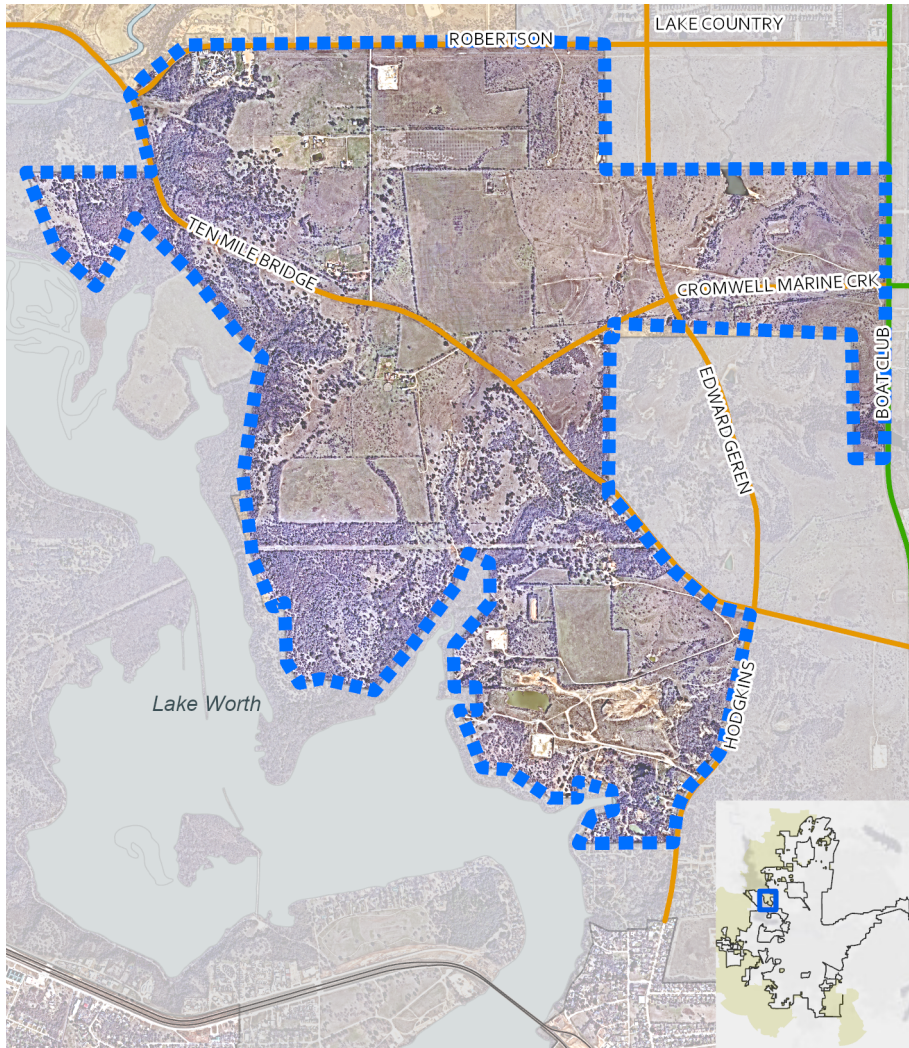 LAKE COUNTRY
ROBERTSON
TEN MILE BRIDGE
CROMWELL MARINE CRK
BOAT CLUB
EDWARD GEREN
HODGKINS
Lake Worth